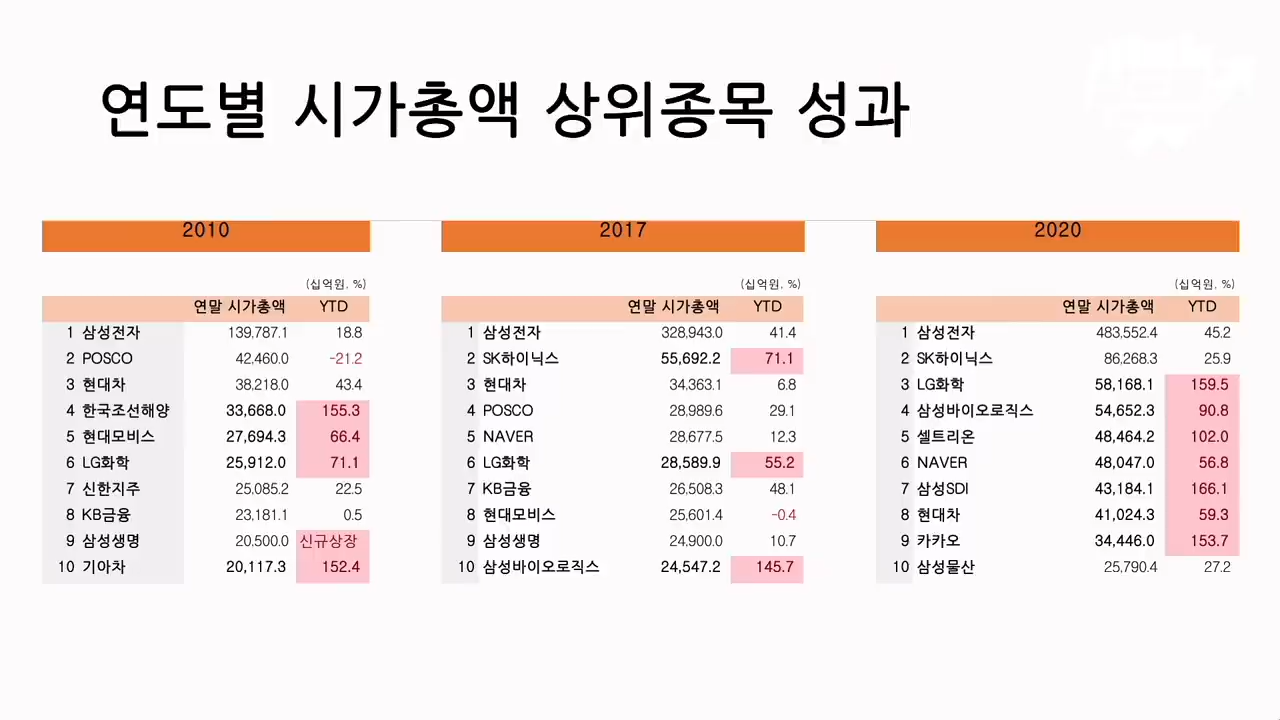 연도별 시가총액 상위종목 성과
2010
(십억원, %)
연말 시가총액 YTD
1 삼성전자 139,787.1 18.8
2 POSCO 42,460.0 -21.2
3 현대차 38,218.0 43.4
4 한국조선해양 33,668.0 155.3
5 현대모비스 27,694.3 66.4
6 LG화학 25,912.0 71.1
7 신한지주 25,085.2 22.5
8 KB금융 23,181.1 0.5
9 삼성생명 20,500.0 신규상장
10 기아차 20,117.3 152.4
2017
(십억원, %)
연말 시가총액 YTD
1 삼성전자 328,943.0 41.4
2 SK하이닉스 55,692.2 71.1
3 현대차 34,363.1 6.8
4 POSCO 28,989.6 29.1
5 NAVER 28,677.5 12.3
6 LG화학 28,589.9 55.2
7 KB금융 26,508.3 48.1
8 현대모비스 25,601.4 -0.4
9 삼성생명 24,900.0 10.7
10 삼성바이오로직스 24,547.2 145.7
2020
(십억원, %)
연말 시가총액 YTD
1 삼성전자 483,552.4 45.2
2 SK하이닉스 86,268.3 25.9
3 LG화학 58,168.1 159.5
4 삼성바이오로직스 54,652.3 90.8
5 셀트리온 48,464.2 102.0
6 NAVER 48,047.0 56.8
7 삼성SDI 43,184.1 166.1
8 현대차 41,024.3 59.3
9 카카오 34,446.0 153.7
10 삼성물산 25,790.4 27.2